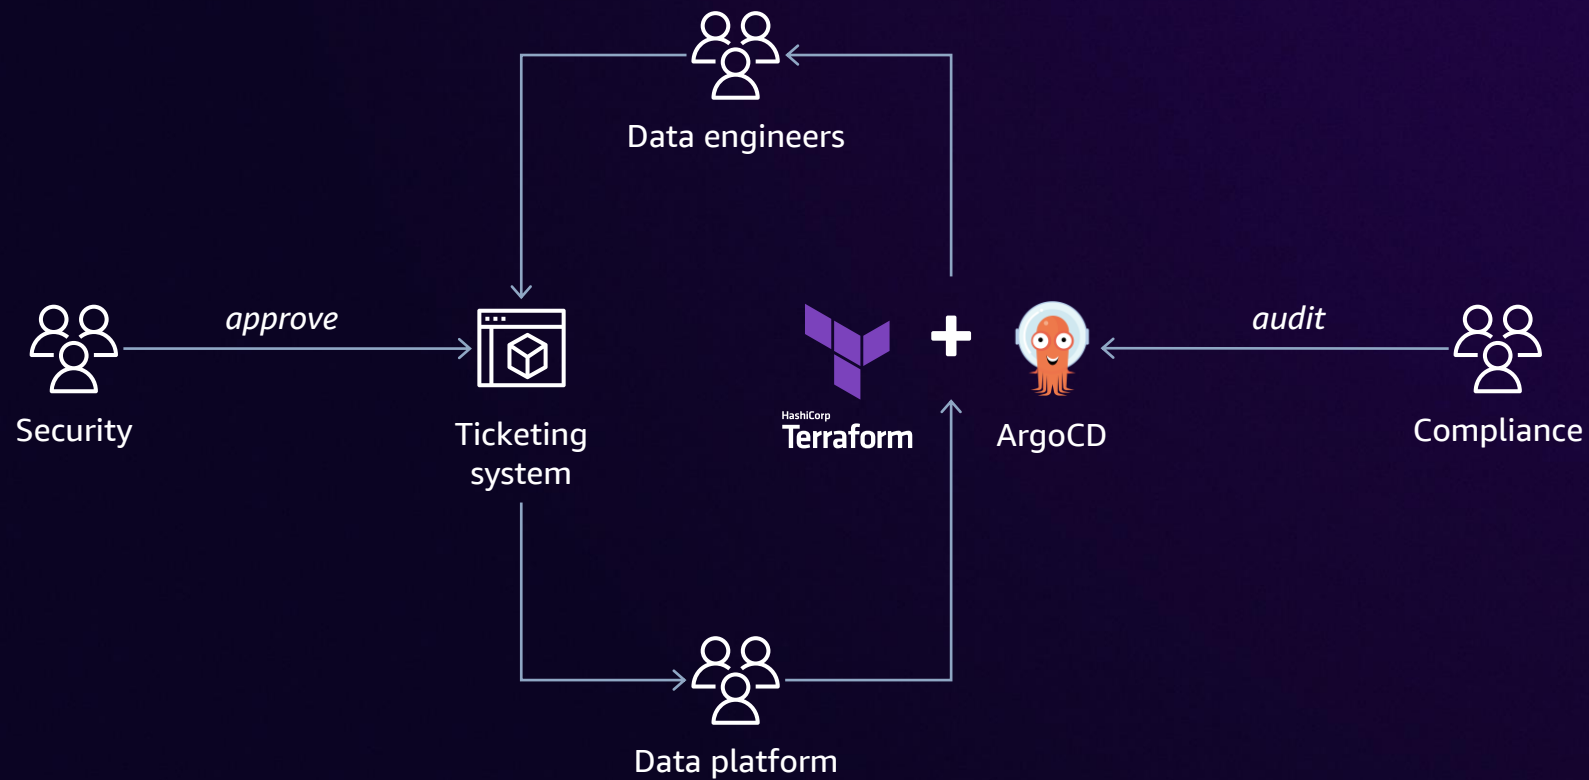 Data engineers
approve
audit
Security
Ticketing
system
HashiCorp
Terraform
ArgoCD
Compliance
Data platform